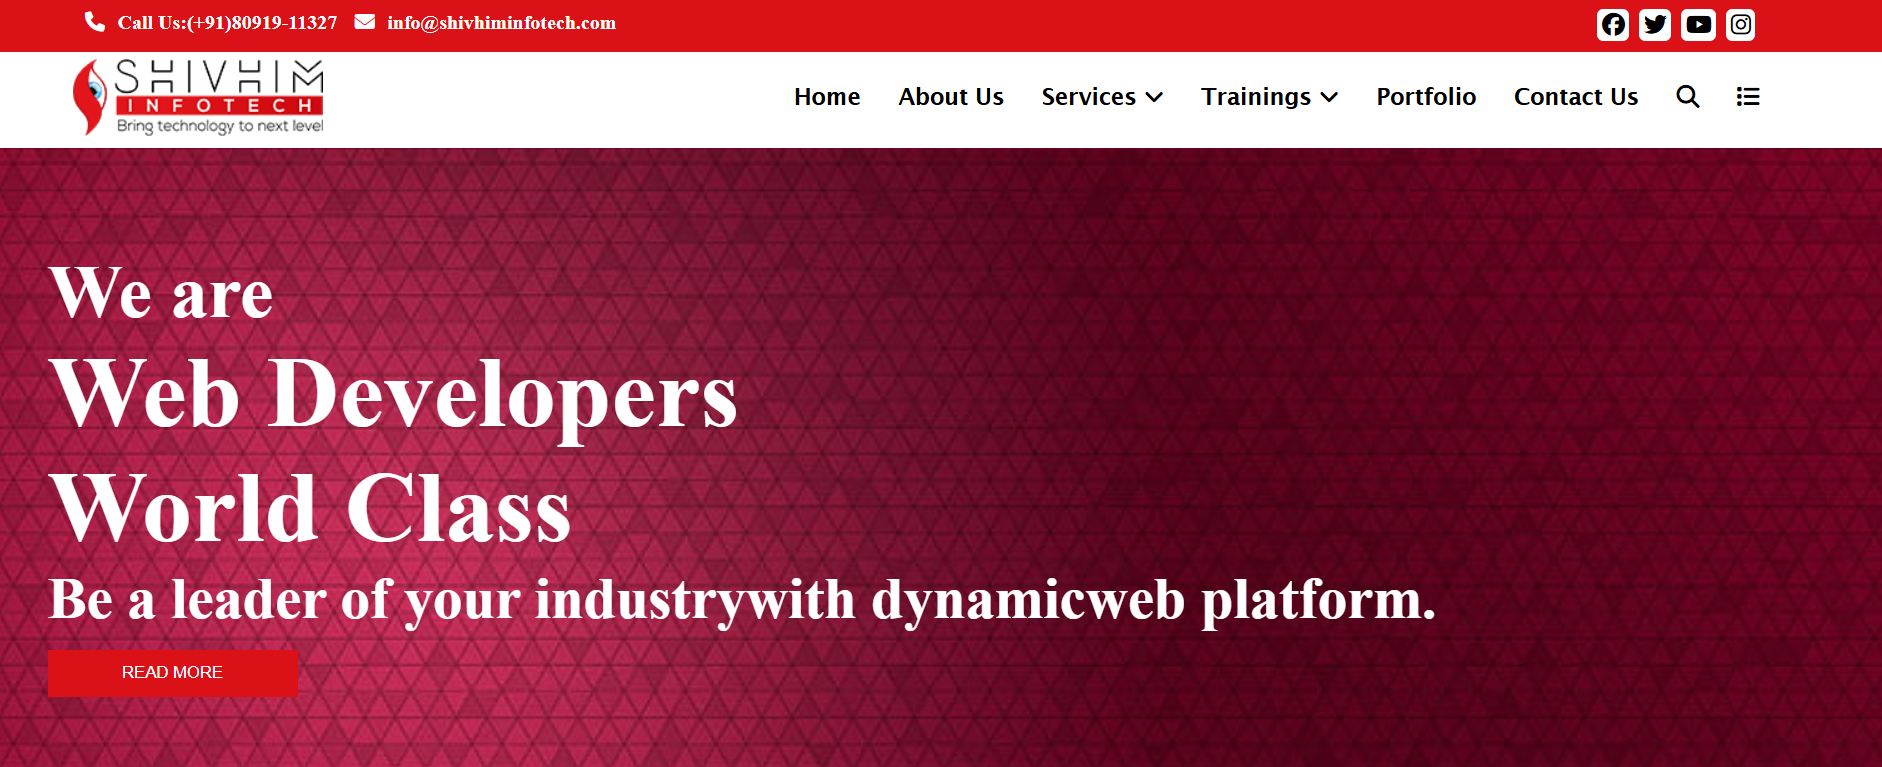 Call Us:(+91)80919-11327 info@shivhiminfotech.com
SHIVHIM
INFOTECH
Bring technology to next level
Home About Us Services Trainings Portfolio Contact Us
We are
Web Developers
World Class
Be a leader of your industrywith dynamicweb platform.
READ MORE